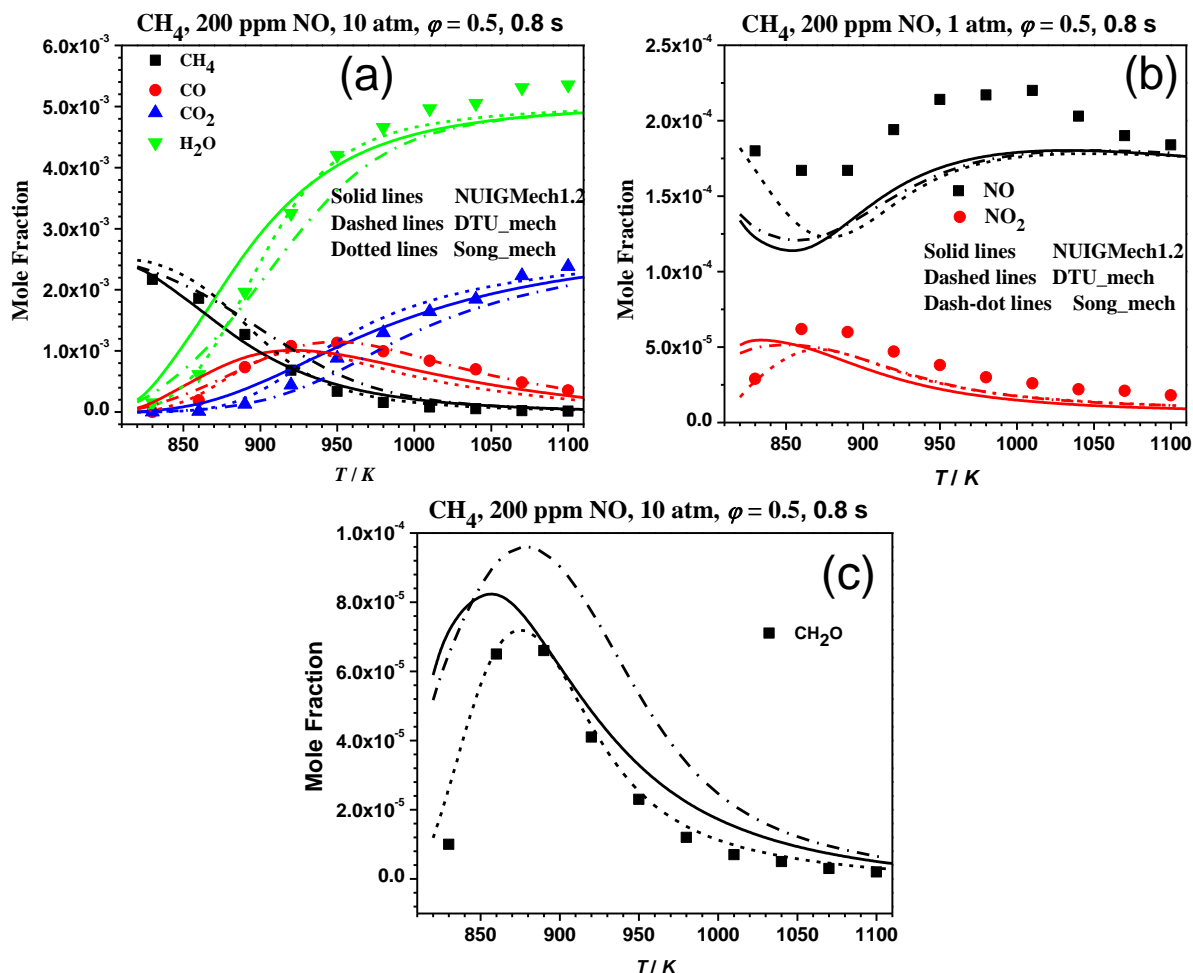 CH4, 200 ppm NO, 10 atm, φ = 0.5, 0.8 s
6.0x10-3
5.0x10-3
4.0x10-3
3.0x10-3
2.0x10-3
1.0x10-3
0.0
Mole Fraction
CH4
CO
CO2
H2O
(a)
Solid lines NUIGMech1.2
Dashed lines DTU_mech
Dotted lines Song_mech
850 900 950 1000 1050 1100
T / K
CH4, 200 ppm NO, 1 atm, φ = 0.5, 0.8 s
2.5x10-4
2.0x10-4
1.5x10-4
1.0x10-4
5.0x10-5
0.0
Mole Fraction
(b)
NO
NO2
Solid lines NUIGMech1.2
Dashed lines DTU_mech
Dash-dot lines Song_mech
850 900 950 1000 1050 1100
T / K
CH4, 200 ppm NO, 10 atm, φ = 0.5, 0.8 s
1.0x10-4
8.0x10-5
6.0x10-5
4.0x10-5
2.0x10-5
0.0
Mole Fraction
(c)
CH2O
850 900 950 1000 1050 1100
T / K